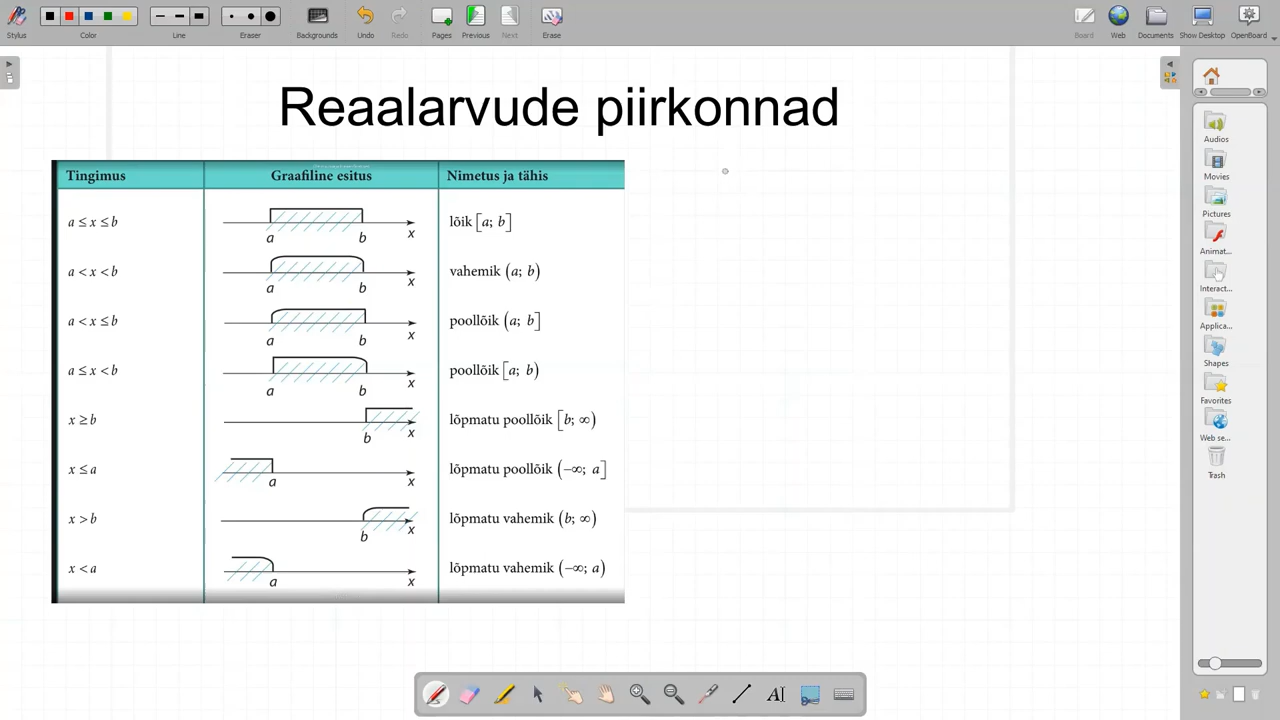 Stylus Color Line Eraser Backgrounds Undo Redo Pages Previous Next Erase Board Web Documents Show Desktop OpenBoard
Reaalarvude piirkonnad
Tingimus Graafiline esitus Nimetus ja tähis
a ≤ x ≤ b a b x lõik [a; b]
a < x < b a b x vahemik (a; b)
a < x ≤ b a b x poollõik (a; b]
a ≤ x < b a b x poollõik [a; b)
x ≥ b b x lõpmatu poollõik [b; ∞)
x ≤ a a x lõpmatu poollõik (−∞; a]
x > b b x lõpmatu vahemik (b; ∞)
x < a a x lõpmatu vahemik (−∞; a)
Audios
Movies
Pictures
Animat...
Interact...
Applica...
Shapes
Favorites
Web se...
Trash